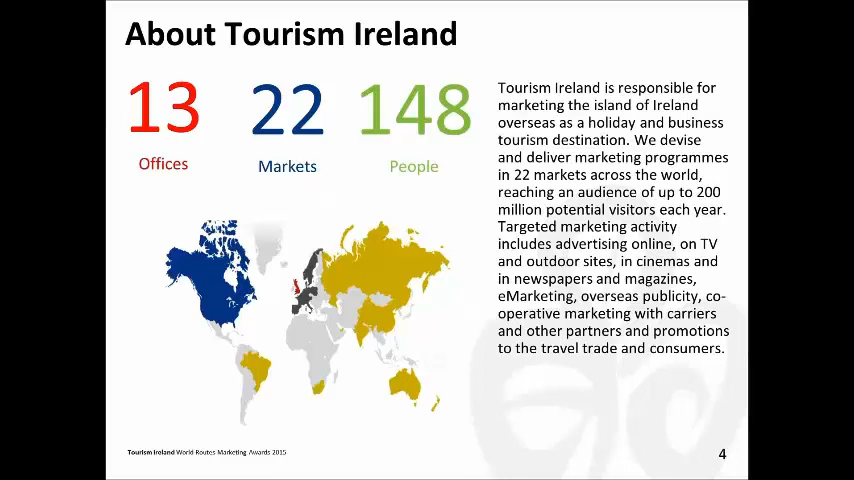 About Tourism Ireland
13
22
148
Offices
Markets
People
Tourism Ireland is responsible for
marketing the island of Ireland
overseas as a holiday and business
tourism destination. We devise
and deliver marketing programmes
in 22 markets across the world,
reaching an audience of up to 200
million potential visitors each year.
Targeted marketing activity
includes advertising online, on TV
and outdoor sites, in cinemas and
in newspapers and magazines,
eMarketing, overseas publicity, co-
operative marketing with carriers
and other partners and promotions
to the travel trade and consumers.
Tourism Ireland World Routes Marketing Awards 2015
4